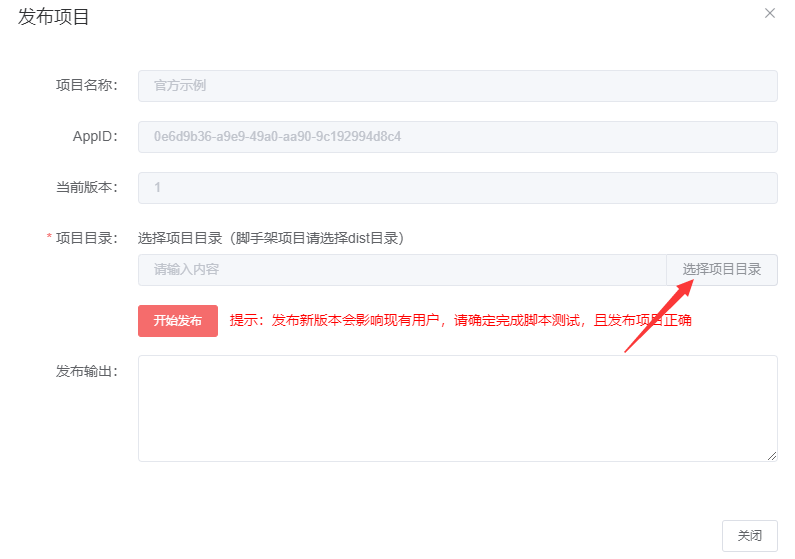 发布项目
项目名称：
官方示例
AppID：
0e6d9b36-a9e9-49a0-aa90-9c192994d8c4
当前版本：
1
* 项目目录：
选择项目目录（脚手架项目请选择dist目录）
请输入内容
选择项目目录
开始发布
提示：发布新版本会影响现有用户，请确定完成脚本测试，且发布项目正确
发布输出：
关闭